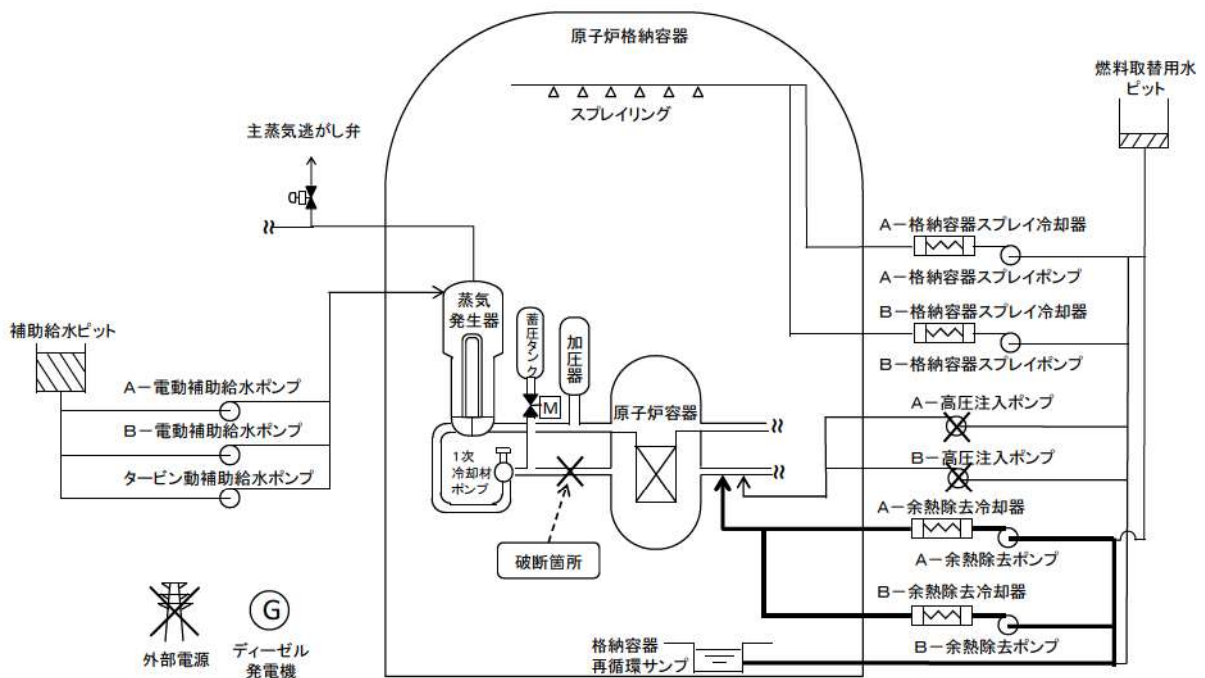 原子炉格納容器
スプレイリング
燃料取替用水
ピット
主蒸気逃がし弁
A－格納容器スプレイ冷却器
A－格納容器スプレイポンプ
B－格納容器スプレイ冷却器
B－格納容器スプレイポンプ
補助給水ピット
A－電動補助給水ポンプ
B－電動補助給水ポンプ
タービン動補助給水ポンプ
蒸気
発生器
蓄圧タンク
加圧器
M
原子炉容器
1次
冷却材
ポンプ
破断箇所
A－高圧注入ポンプ
B－高圧注入ポンプ
A－余熱除去冷却器
A－余熱除去ポンプ
B－余熱除去冷却器
B－余熱除去ポンプ
格納容器
再循環サンプ
外部電源
G
ディーゼル
発電機